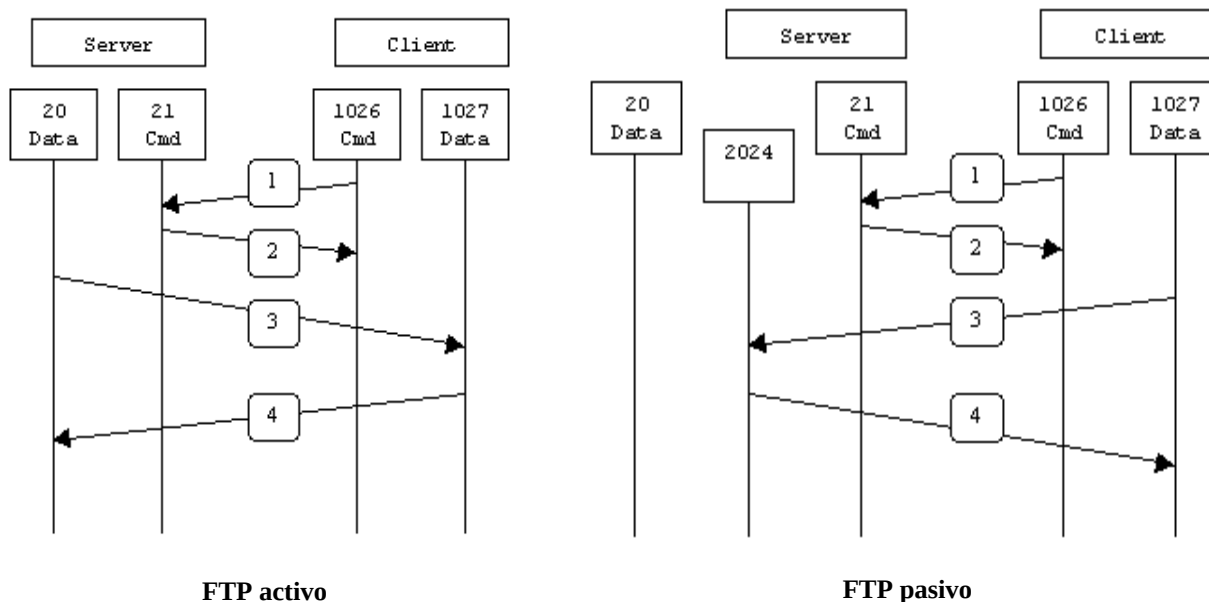 Server
Client
20
Data
21
Cmd
1026
Cmd
1027
Data
1
2
3
4
FTP activo
Server
Client
20
Data
2024
21
Cmd
1026
Cmd
1027
Data
1
2
3
4
FTP pasivo